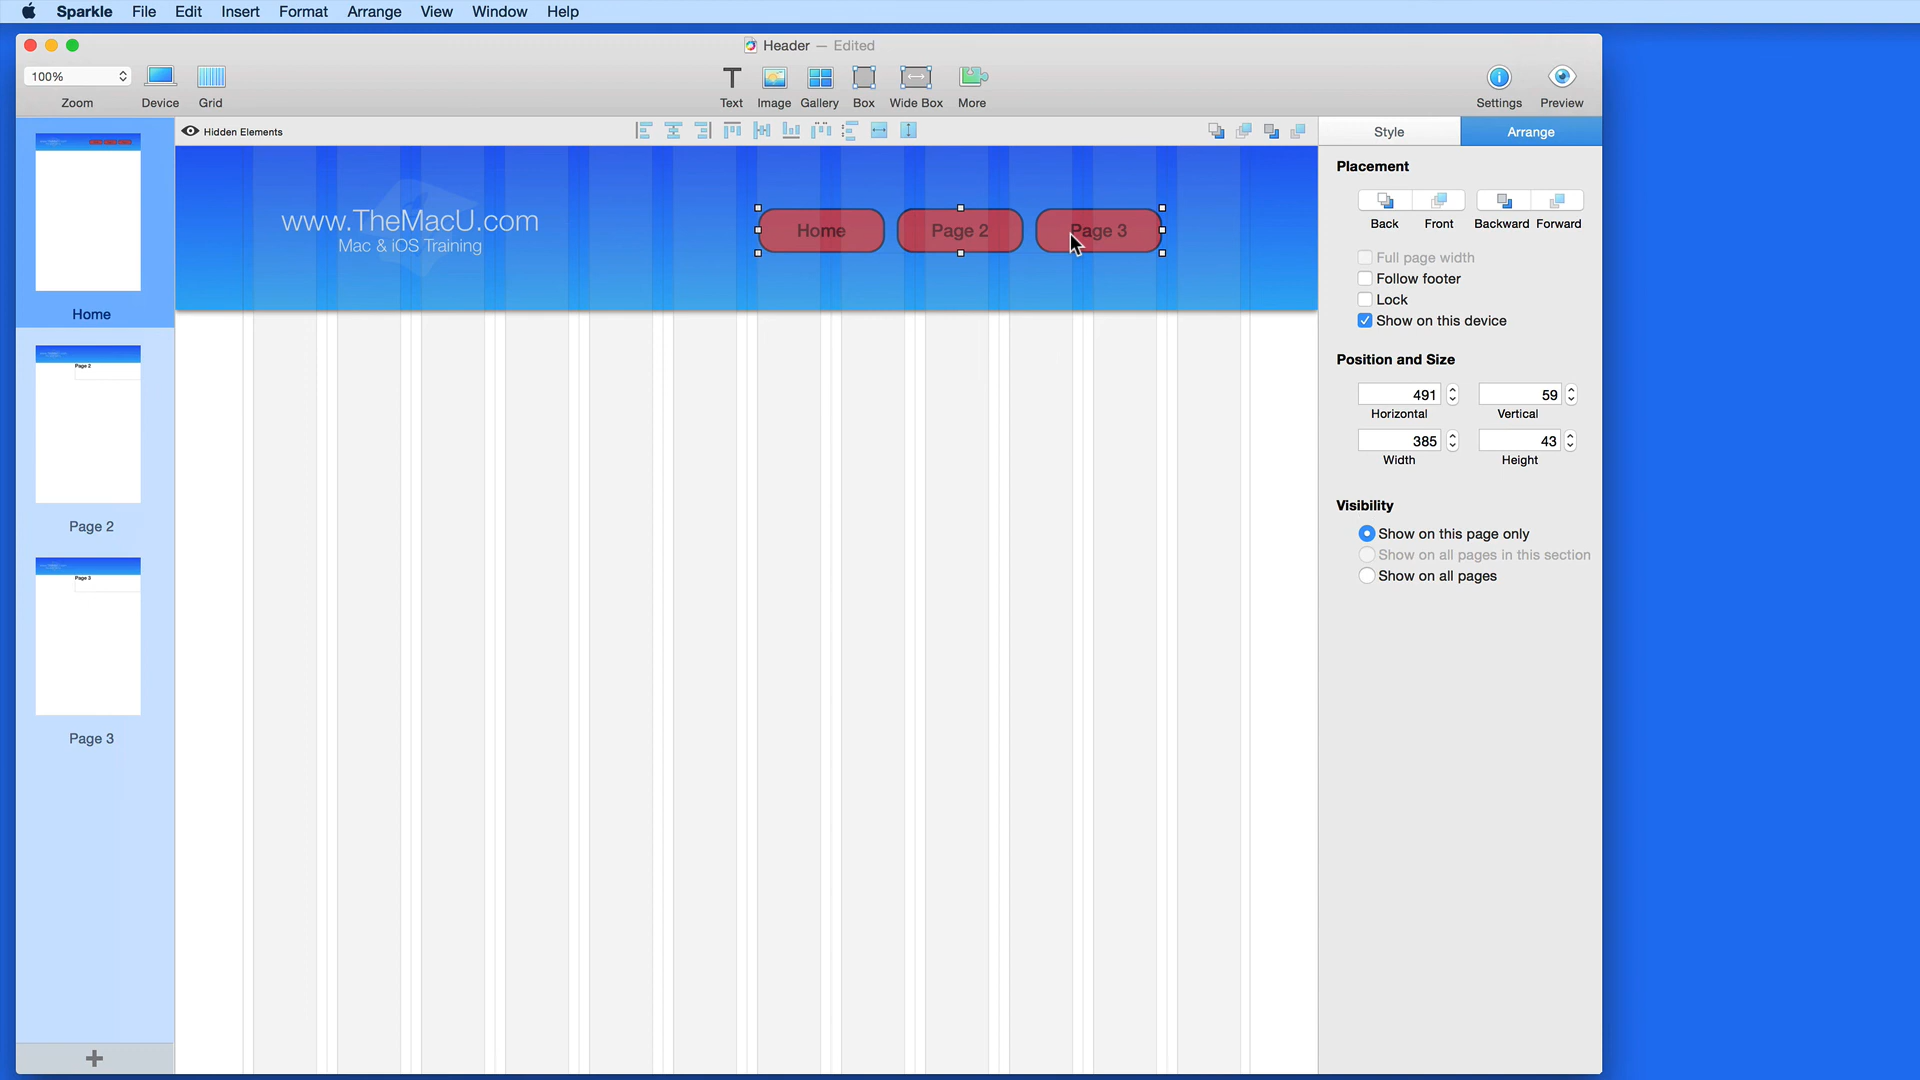 Sparkle File Edit Insert Format Arrange View Window Help
Header — Edited
100%
Zoom Device Grid Text Image Gallery Box Wide Box More Settings Preview
Hidden Elements
Style Arrange
Placement
Back Front Backward Forward
Full page width
Follow footer
Lock
Show on this device
Position and Size
491 59
Horizontal Vertical
385 43
Width Height
Visibility
Show on this page only
Show on all pages in this section
Show on all pages
www.TheMacU.com
Mac & iOS Training
Home Page 2 Page 3
Home
Page 2
Page 2
Page 3
Page 3